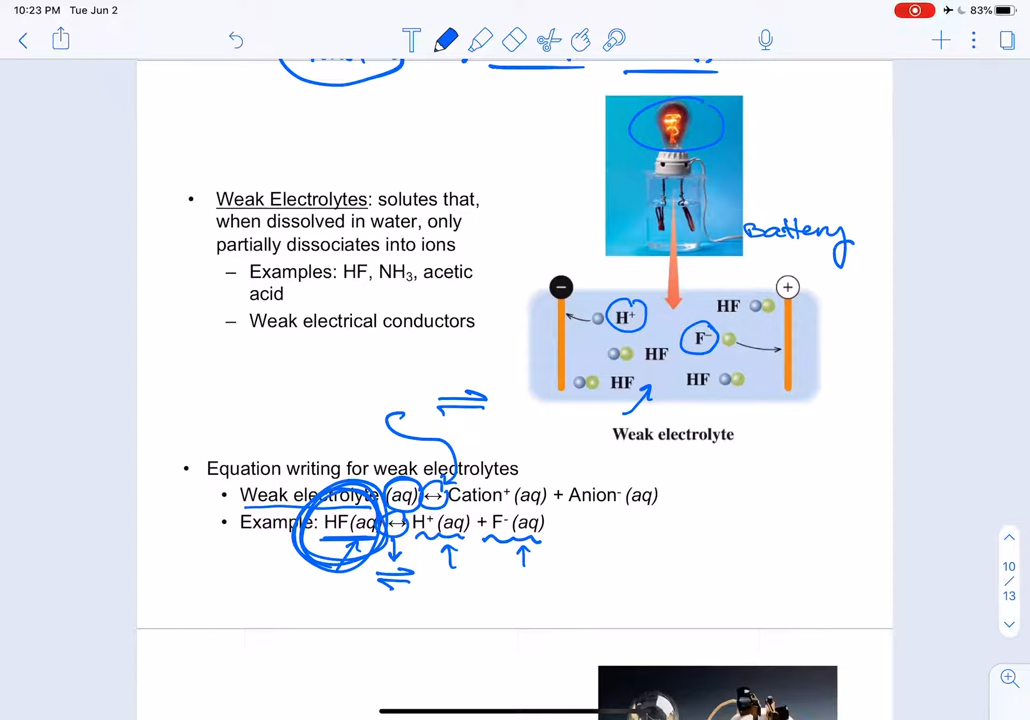 10:23 PM Tue Jun 2
83%
• Weak Electrolytes: solutes that,
when dissolved in water, only
partially dissociates into ions
– Examples: HF, NH₃, acetic
acid
– Weak electrical conductors
Battery
−
+
H⁺
HF
F⁻
HF
HF
HF
Weak electrolyte
• Equation writing for weak electrolytes
• Weak electrolyte (aq) ↔ Cation⁺ (aq) + Anion⁻ (aq)
• Example: HF(aq) ↔ H⁺ (aq) + F⁻ (aq)
10
/
13